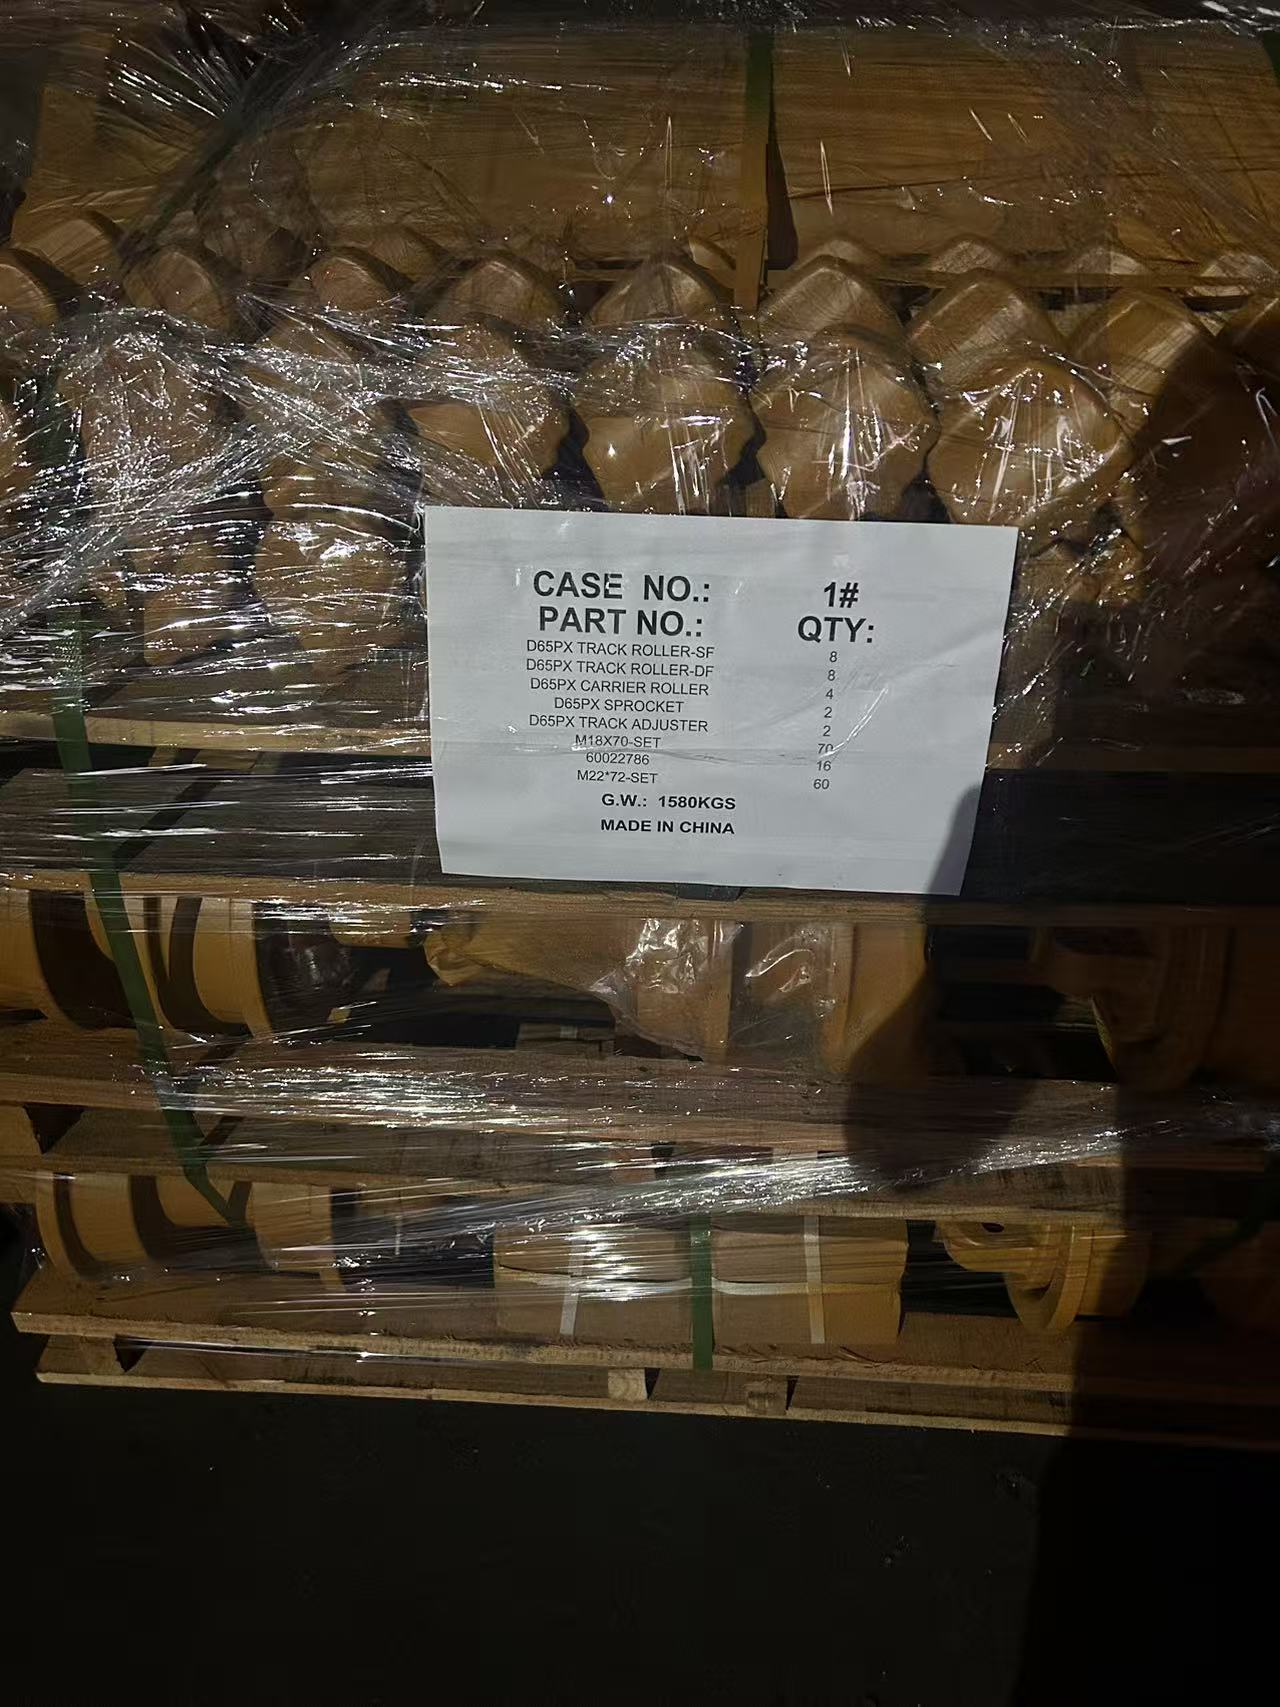 CASE NO.: 1#
PART NO.: QTY:
D65PX TRACK ROLLER-SF 8
D65PX TRACK ROLLER-DF 8
D65PX CARRIER ROLLER 4
D65PX SPROCKET 2
D65PX TRACK ADJUSTER 2
M18X70-SET 70
60022786 16
M22*72-SET 60
G.W.: 1580KGS
MADE IN CHINA